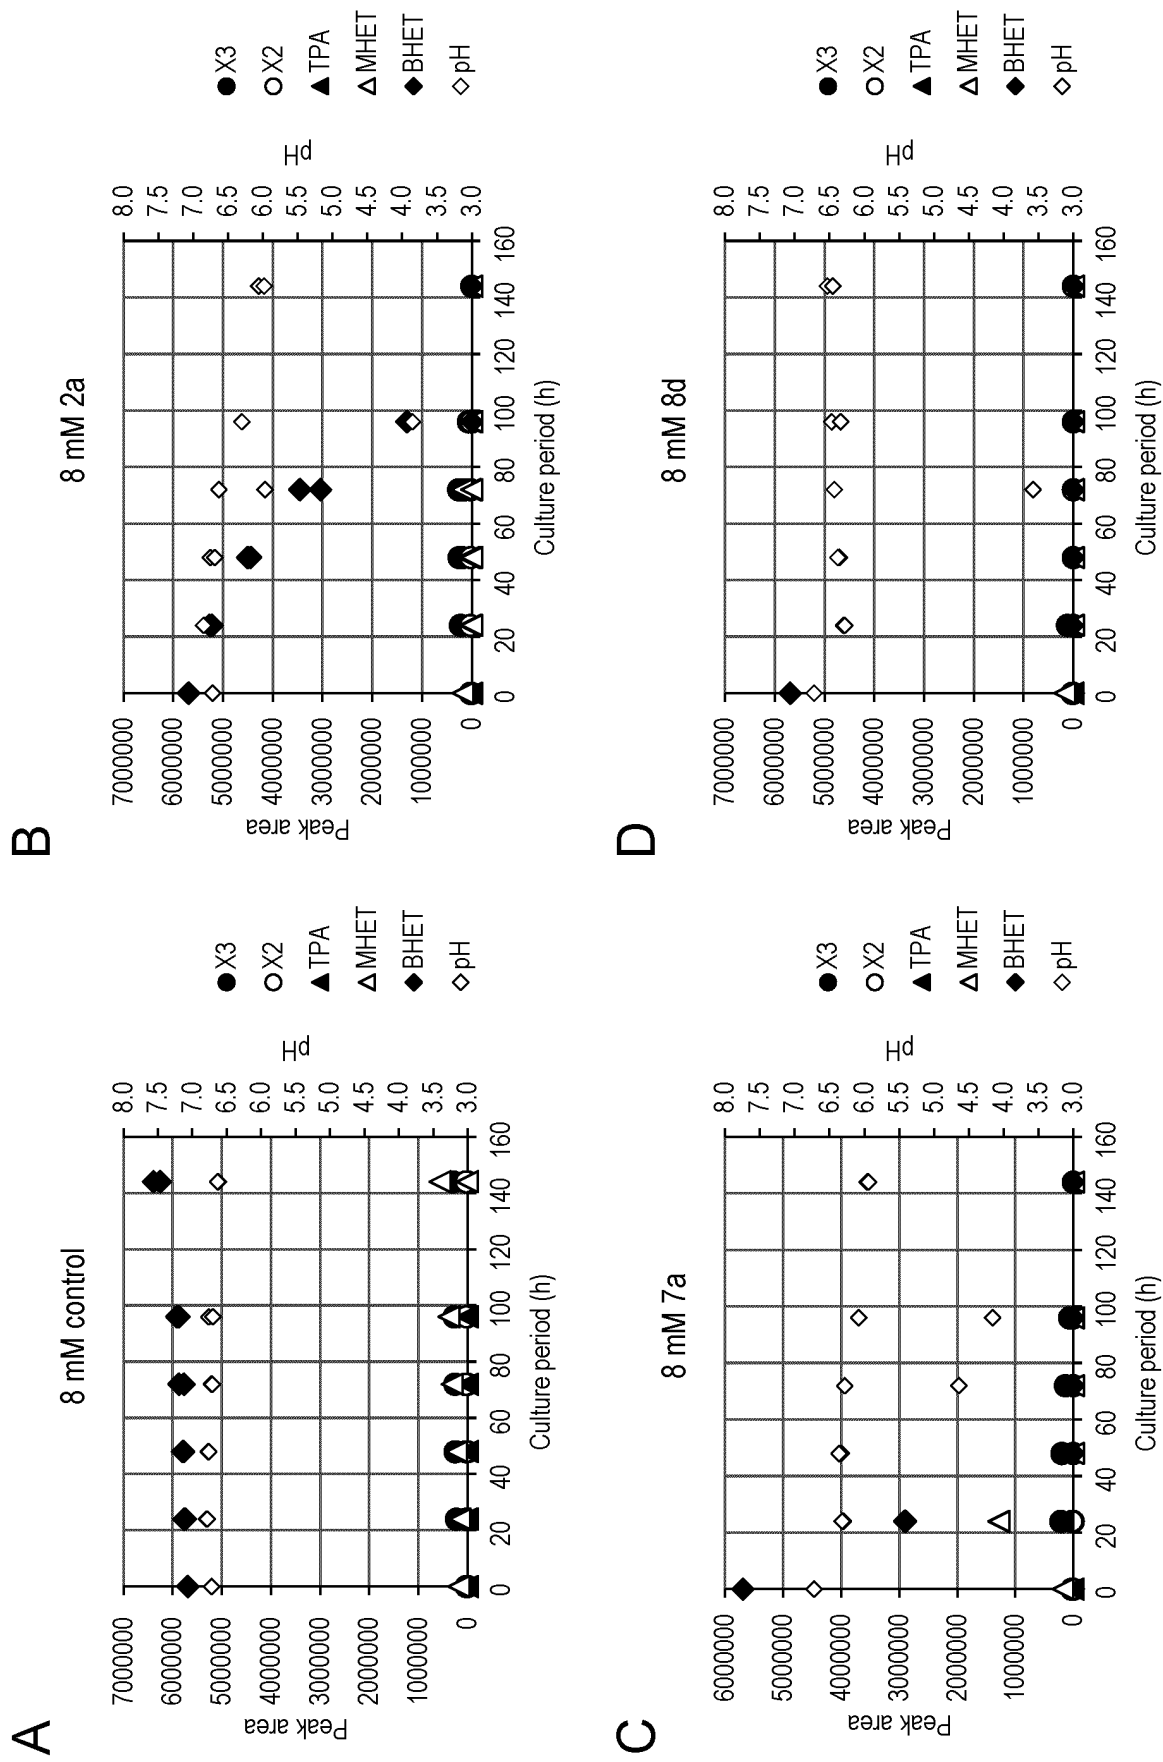 A
8 mM control
Peak area
7000000
6000000
5000000
4000000
3000000
2000000
1000000
0
0 20 40 60 80 100 120 140 160
Culture period (h)
8.0
7.5
7.0
6.5
6.0
5.5
5.0
4.5
4.0
3.5
3.0
pH
X3
X2
TPA
MHET
BHET
pH
B
8 mM 2a
Peak area
7000000
6000000
5000000
4000000
3000000
2000000
1000000
0
0 20 40 60 80 100 120 140 160
Culture period (h)
8.0
7.5
7.0
6.5
6.0
5.5
5.0
4.5
4.0
3.5
3.0
pH
X3
X2
TPA
MHET
BHET
pH
C
8 mM 7a
Peak area
6000000
5000000
4000000
3000000
2000000
1000000
0
0 20 40 60 80 100 120 140 160
Culture period (h)
8.0
7.5
7.0
6.5
6.0
5.5
5.0
4.5
4.0
3.5
3.0
pH
X3
X2
TPA
MHET
BHET
pH
D
8 mM 8d
Peak area
7000000
6000000
5000000
4000000
3000000
2000000
1000000
0
0 20 40 60 80 100 120 140 160
Culture period (h)
8.0
7.5
7.0
6.5
6.0
5.5
5.0
4.5
4.0
3.5
3.0
pH
X3
X2
TPA
MHET
BHET
pH